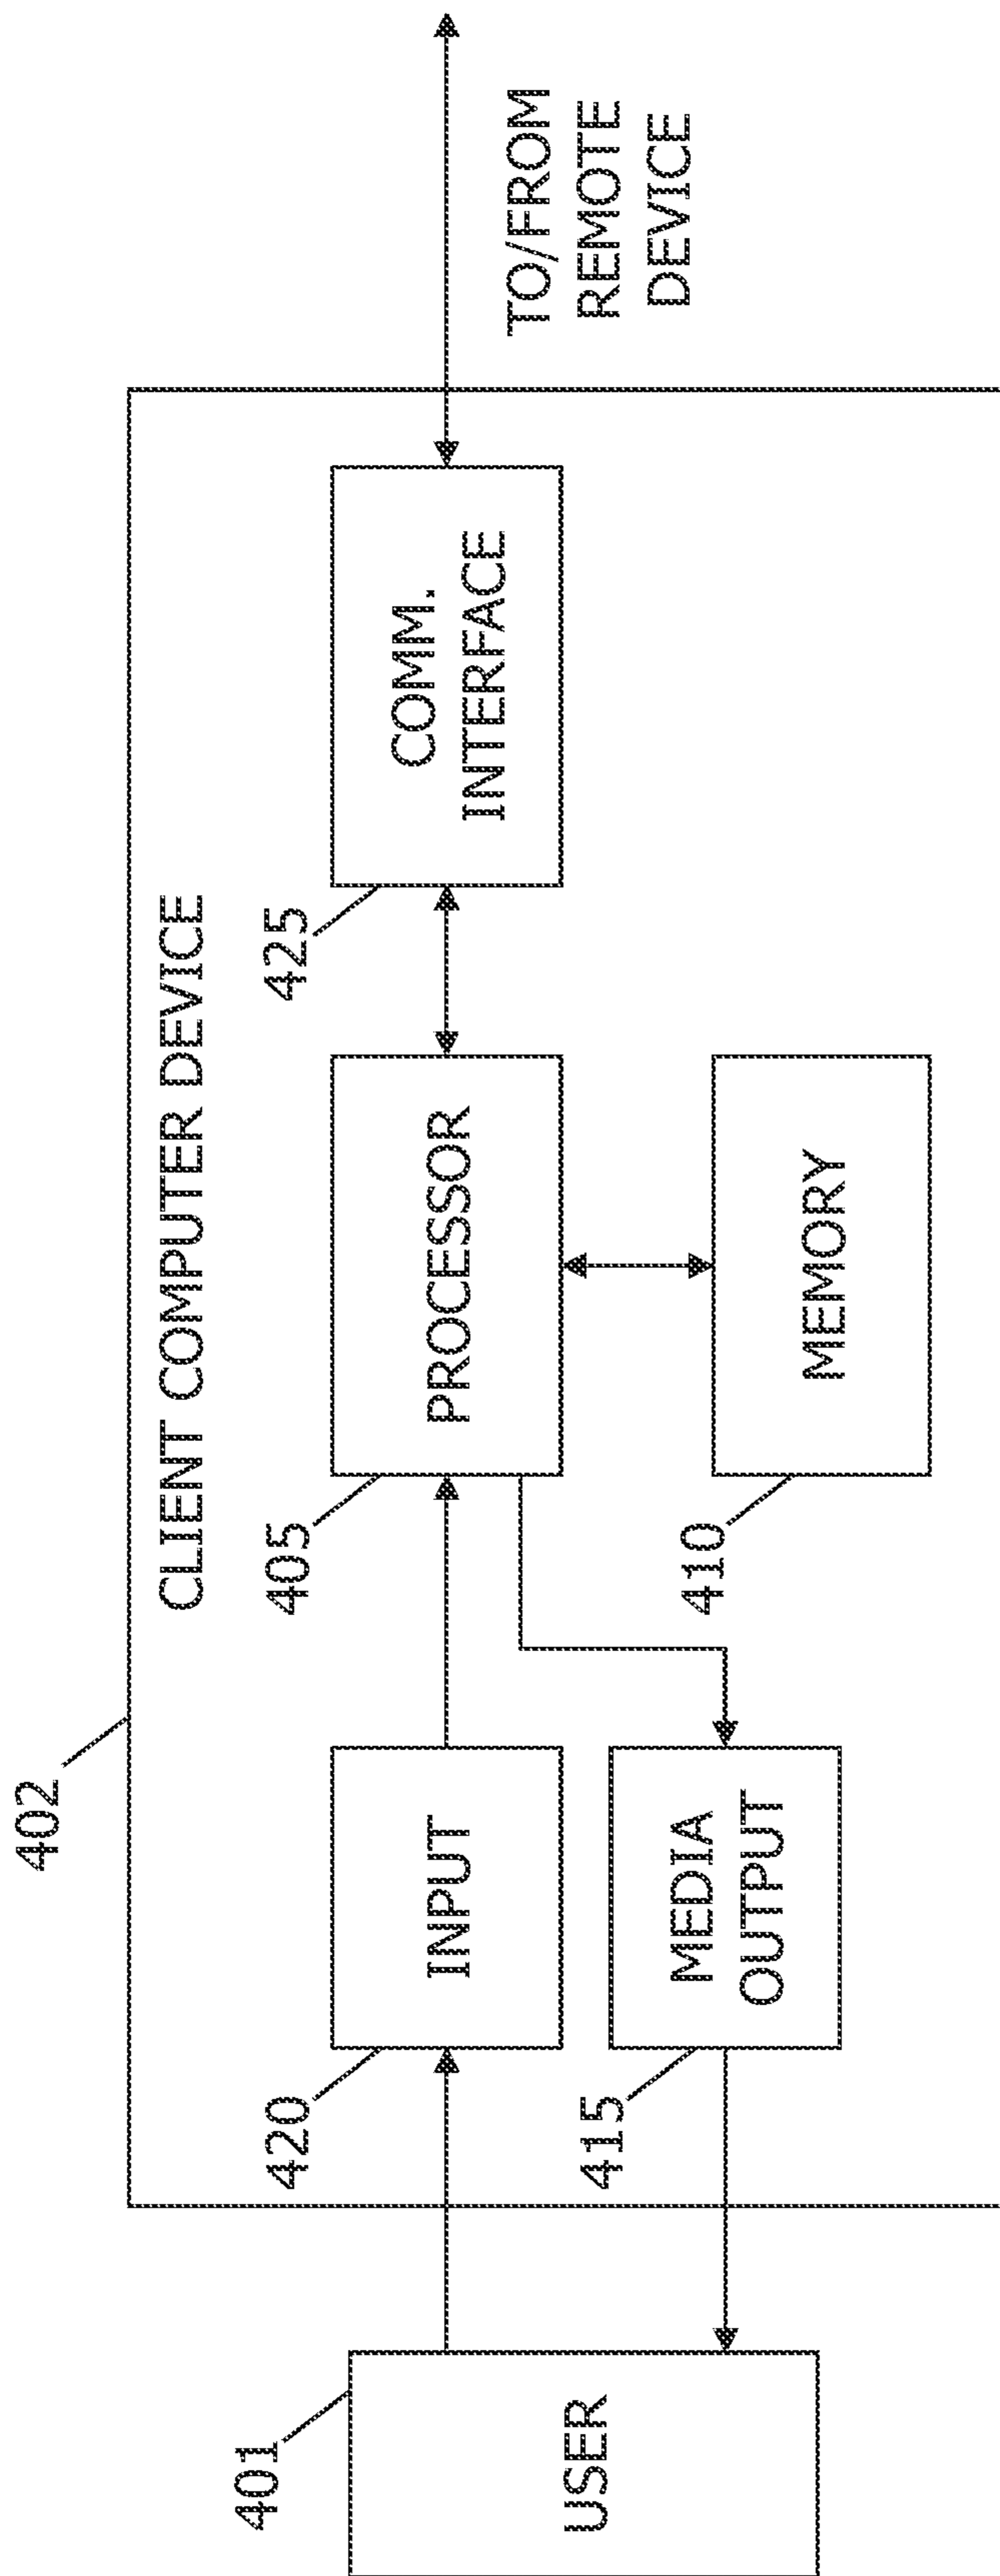 402
CLIENT COMPUTER DEVICE
401
USER
420
INPUT
405
PROCESSOR
425
COMM.
INTERFACE
TO/FROM
REMOTE
DEVICE
415
MEDIA
OUTPUT
410
MEMORY